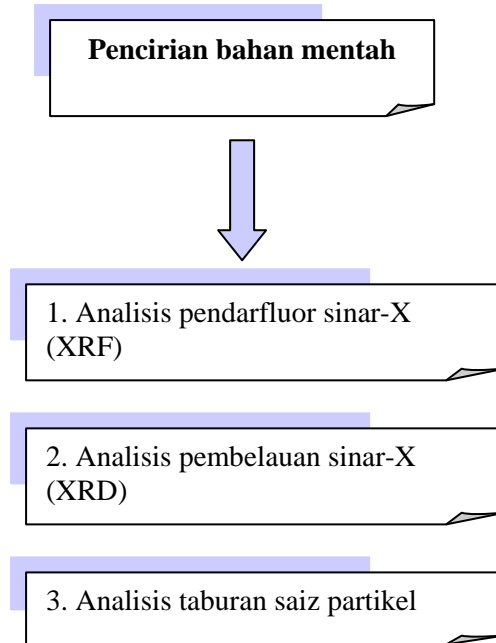 Pencirian bahan mentah
1. Analisis pendarfluor sinar-X
(XRF)
2. Analisis pembelauan sinar-X
(XRD)
3. Analisis taburan saiz partikel